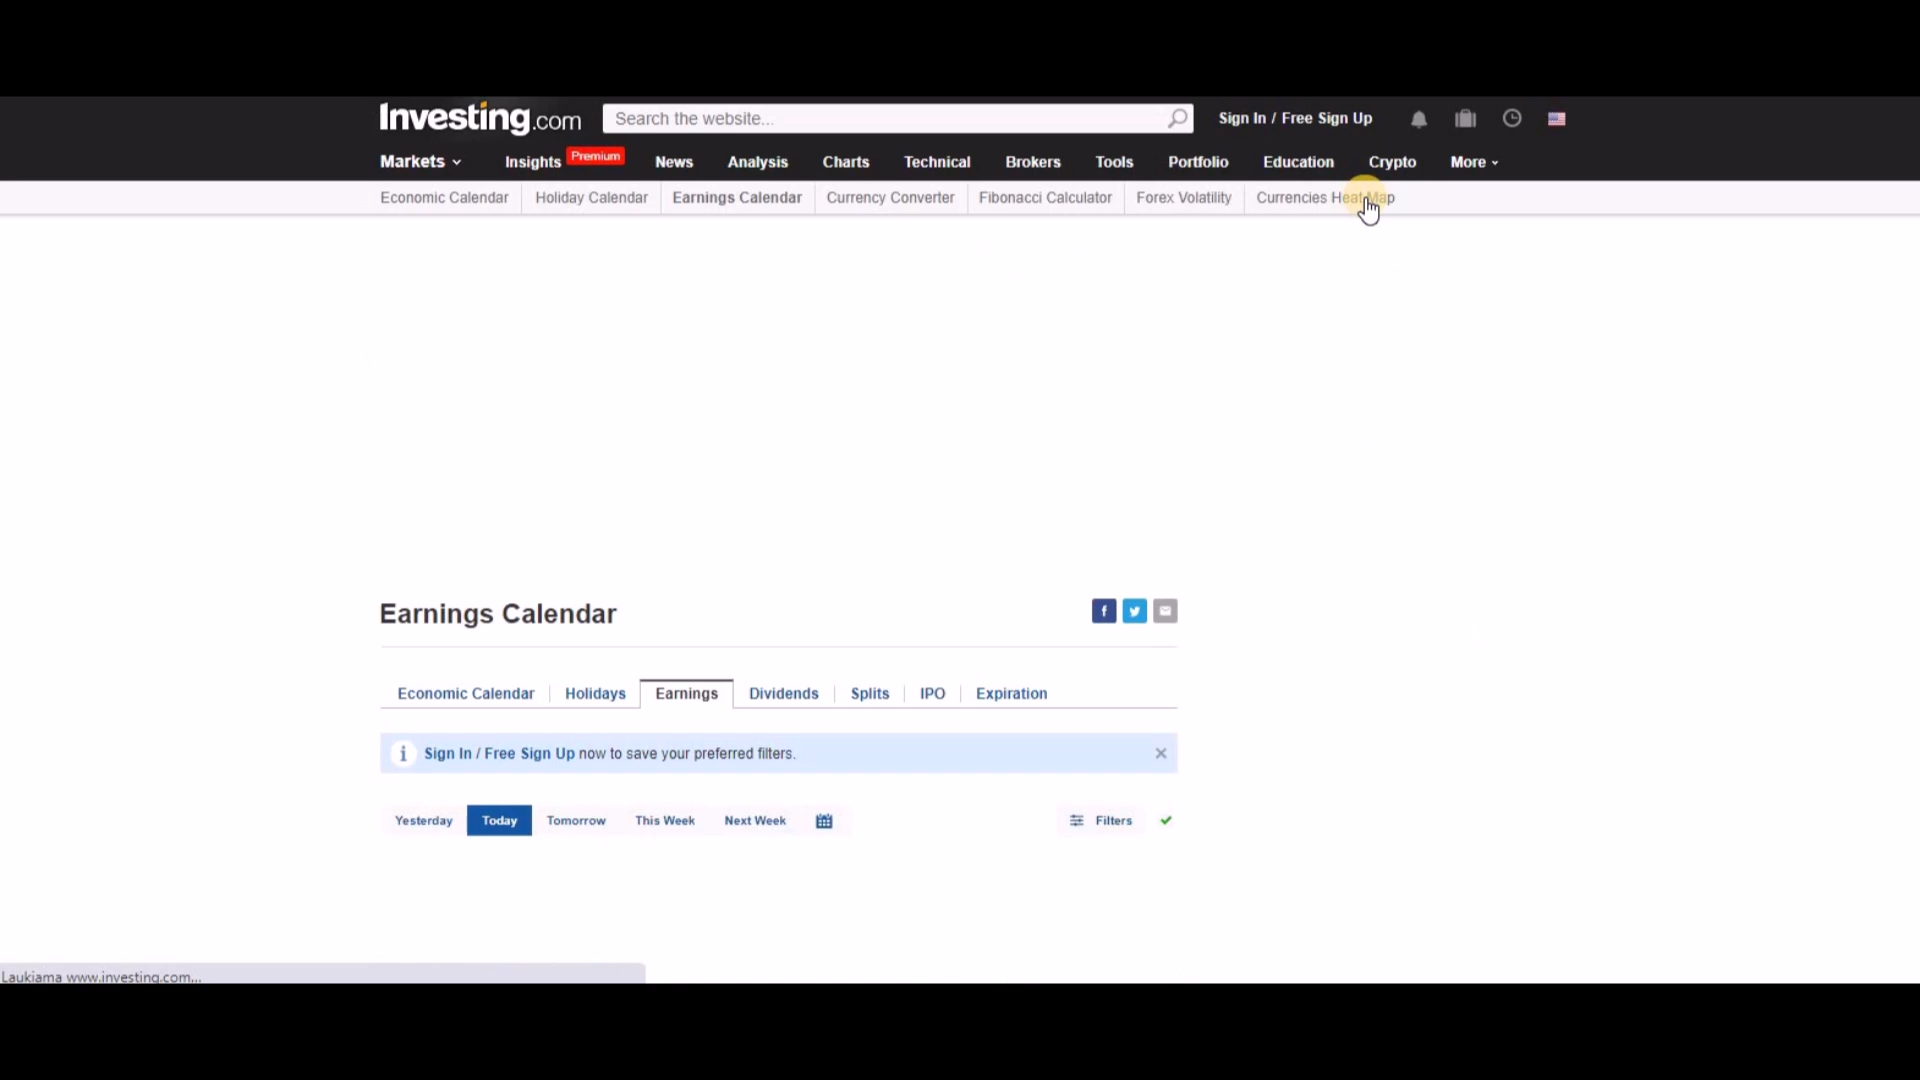 Investing.com Search the website... Sign In / Free Sign Up
Markets Insights Premium News Analysis Charts Technical Brokers Tools Portfolio Education Crypto More
Economic Calendar Holiday Calendar Earnings Calendar Currency Converter Fibonacci Calculator Forex Volatility Currencies Heat Map
Earnings Calendar
Economic Calendar Holidays Earnings Dividends Splits IPO Expiration
Sign In / Free Sign Up now to save your preferred filters.
Yesterday Today Tomorrow This Week Next Week Filters
Laukiama www.investing.com...